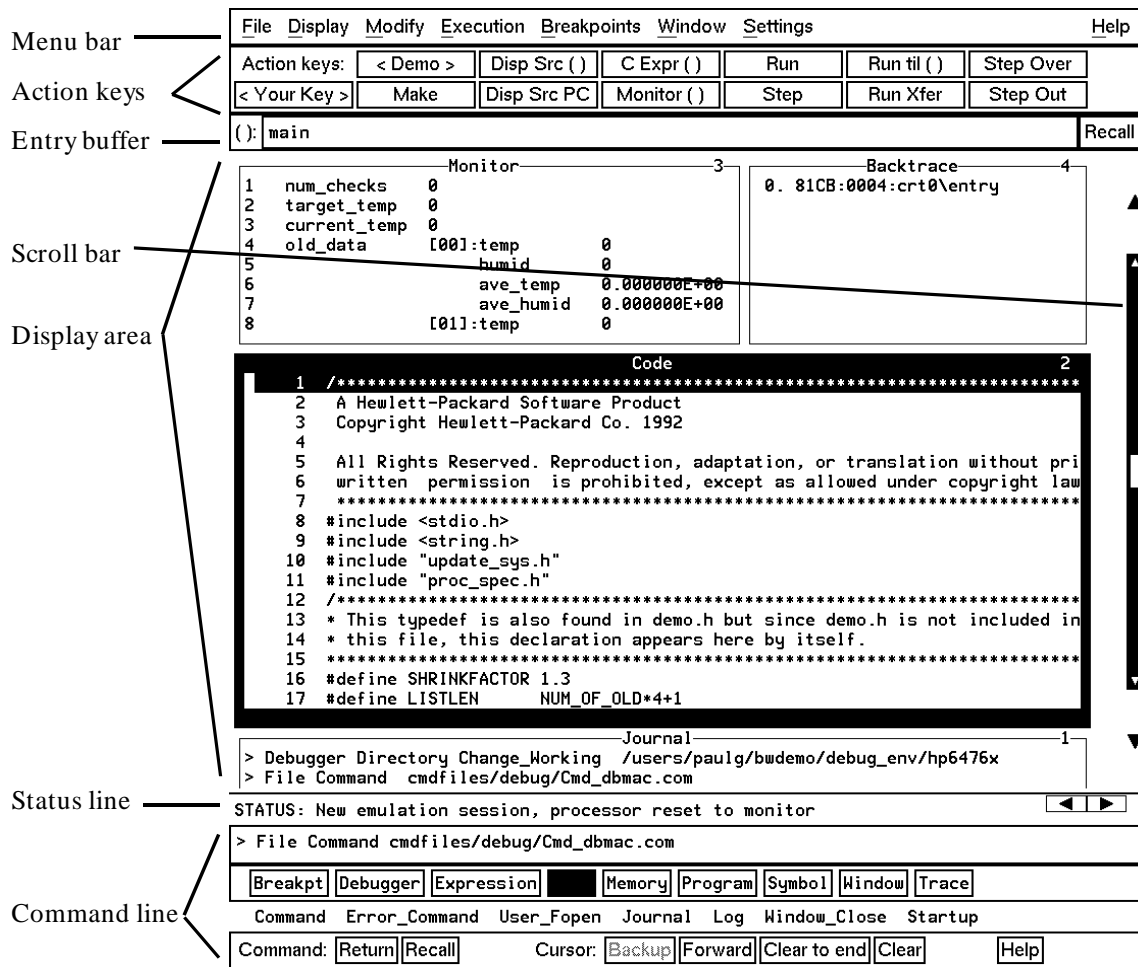 Menu bar
File Display Modify Execution Breakpoints Window Settings Help
Action keys
Action keys: < Demo > Disp Src ( ) C Expr ( ) Run Run til ( ) Step Over
< Your Key > Make Disp Src PC Monitor ( ) Step Run Xfer Step Out
Entry buffer
( ): main Recall
Monitor 3
1 num_checks 0
2 target_temp 0
3 current_temp 0
4 old_data [00]:temp 0
5 humid 0
6 ave_temp 0.000000E+00
7 ave_humid 0.000000E+00
8 [01]:temp 0
Backtrace 4
0. 81CB:0004:crt0\entry
Scroll bar
Display area
Code 2
1 /**************************************************************************
2 A Hewlett-Packard Software Product
3 Copyright Hewlett-Packard Co. 1992
4
5 All Rights Reserved. Reproduction, adaptation, or translation without pri
6 written permission is prohibited, except as allowed under copyright law
7 *************************************************************************
8 #include <stdio.h>
9 #include <string.h>
10 #include "update_sys.h"
11 #include "proc_spec.h"
12 /*************************************************************************
13 * This typedef is also found in demo.h but since demo.h is not included in
14 * this file, this declaration appears here by itself.
15 **************************************************************************
16 #define SHRINKFACTOR 1.3
17 #define LISTLEN NUM_OF_OLD*4+1
Journal 1
> Debugger Directory Change_Working /users/paulg/bwdemo/debug_env/hp6476x
> File Command cmdfiles/debug/Cmd_dbmac.com
Status line
STATUS: New emulation session, processor reset to monitor
Command line
> File Command cmdfiles/debug/Cmd_dbmac.com
Breakpt Debugger Expression Memory Program Symbol Window Trace
Command Error_Command User_Fopen Journal Log Window_Close Startup
Command: Return Recall Cursor: Backup Forward Clear to end Clear Help